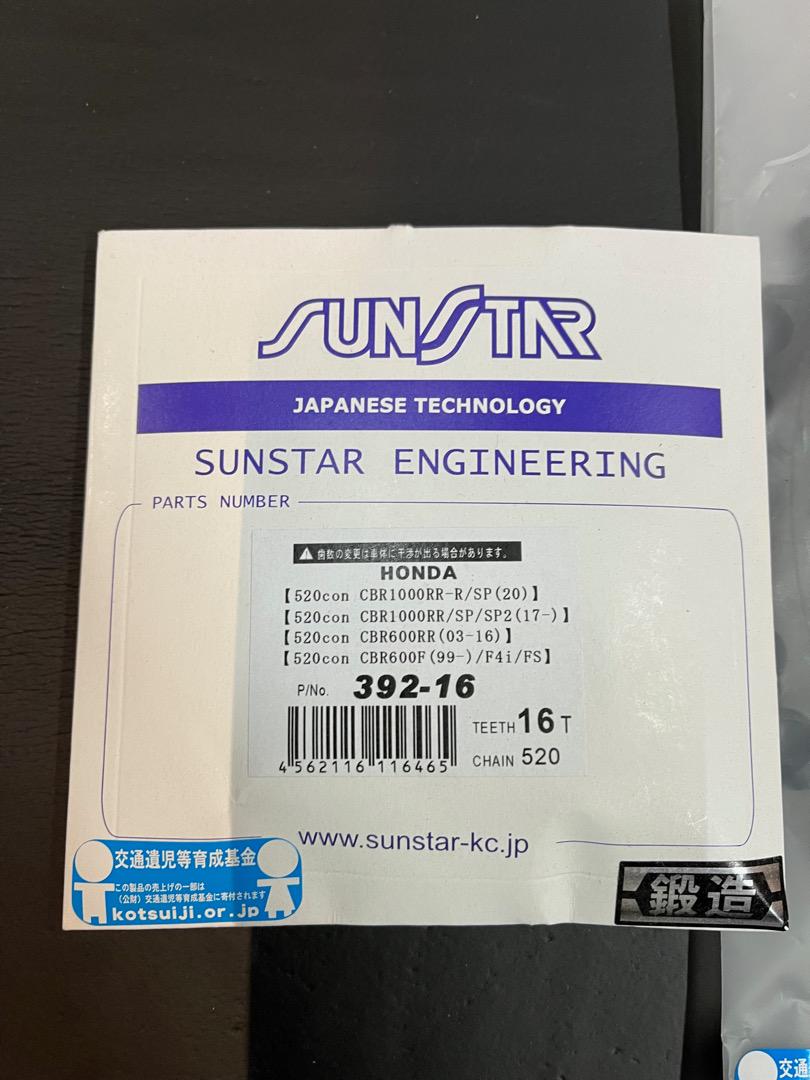 SUNSTAR
JAPANESE TECHNOLOGY
SUNSTAR ENGINEERING
PARTS NUMBER
歯数の変更は車体に干渉が出る場合があります。
HONDA
【520con CBR1000RR-R/SP(20)】
【520con CBR1000RR/SP/SP2(17-)】
【520con CBR600RR(03-16)】
【520con CBR600F(99-)/F4i/FS】
P/No. 392-16
TEETH 16 T
CHAIN 520
4562116116465
www.sunstar-kc.jp
交通遺児等育成基金
この製品の売上げの一部は
(公財)交通遺児等育成基金に寄付されます
kotsuiji.or.jp
鍛造
交通